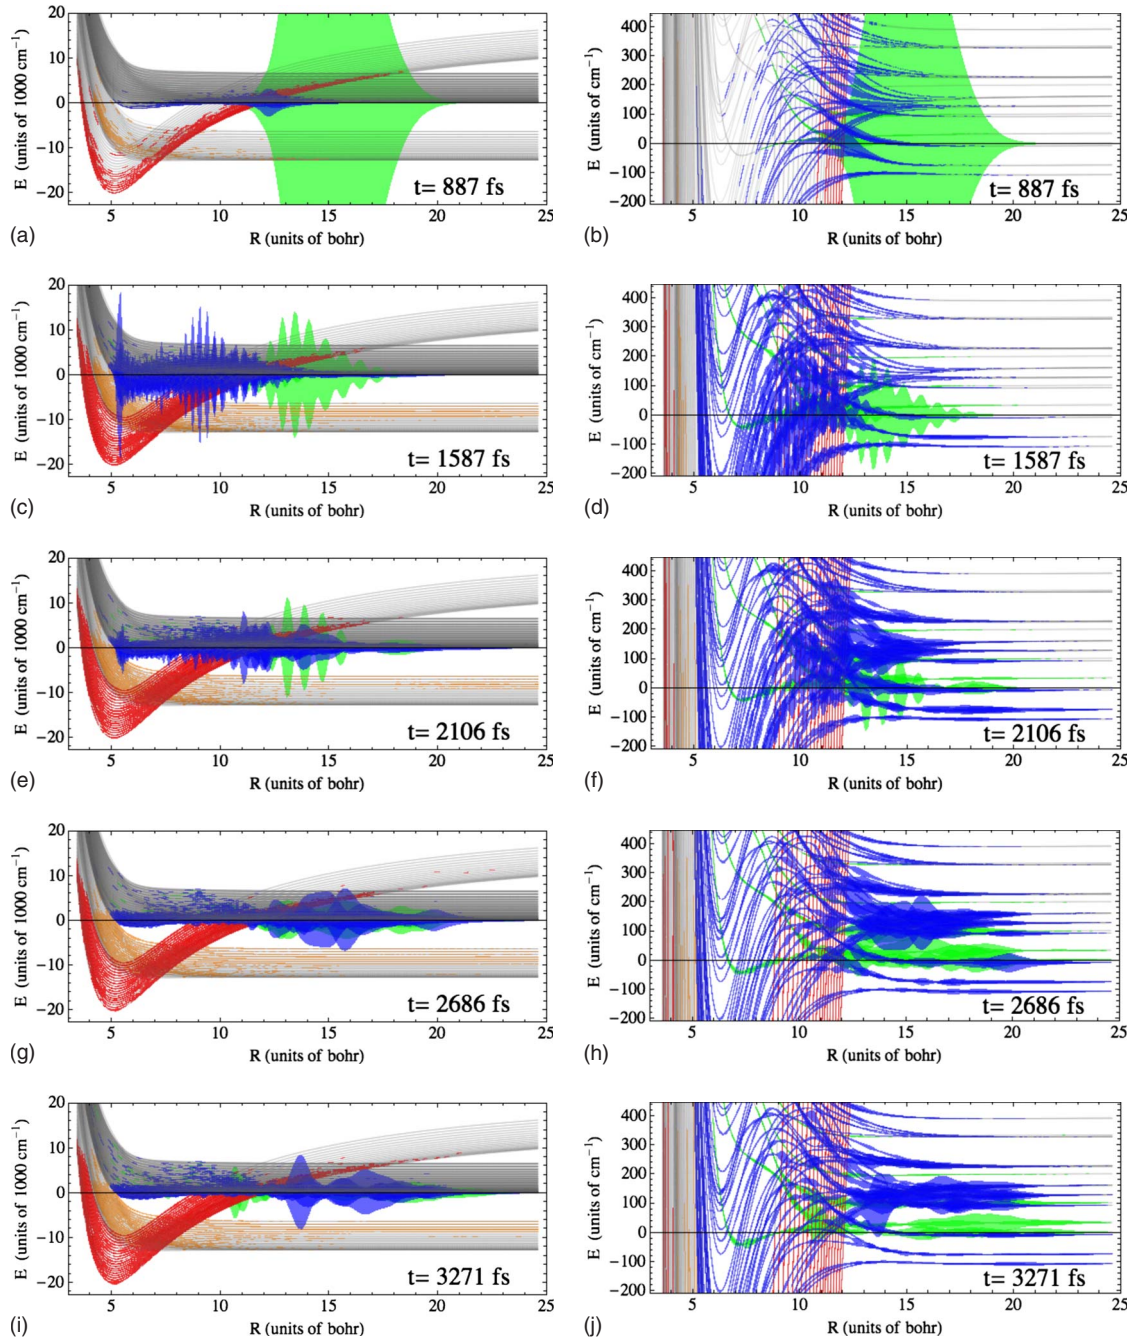 20
10
0
−10
−20
E (units of 1000 cm−1)
5 10 15 20 25
R (units of bohr)
t= 887 fs
(a)
400
300
200
100
0
−100
−200
E (units of cm−1)
5 10 15 20 25
R (units of bohr)
t= 887 fs
(b)
20
10
0
−10
−20
E (units of 1000 cm−1)
5 10 15 20 25
R (units of bohr)
t= 1587 fs
(c)
400
300
200
100
0
−100
−200
E (units of cm−1)
5 10 15 20 25
R (units of bohr)
t= 1587 fs
(d)
20
10
0
−10
−20
E (units of 1000 cm−1)
5 10 15 20 25
R (units of bohr)
t= 2106 fs
(e)
400
300
200
100
0
−100
−200
E (units of cm−1)
5 10 15 20 25
R (units of bohr)
t= 2106 fs
(f)
20
10
0
−10
−20
E (units of 1000 cm−1)
5 10 15 20 25
R (units of bohr)
t= 2686 fs
(g)
400
300
200
100
0
−100
−200
E (units of cm−1)
5 10 15 20 25
R (units of bohr)
t= 2686 fs
(h)
20
10
0
−10
−20
E (units of 1000 cm−1)
5 10 15 20 25
R (units of bohr)
t= 3271 fs
(i)
400
300
200
100
0
−100
−200
E (units of cm−1)
5 10 15 20 25
R (units of bohr)
t= 3271 fs
(j)